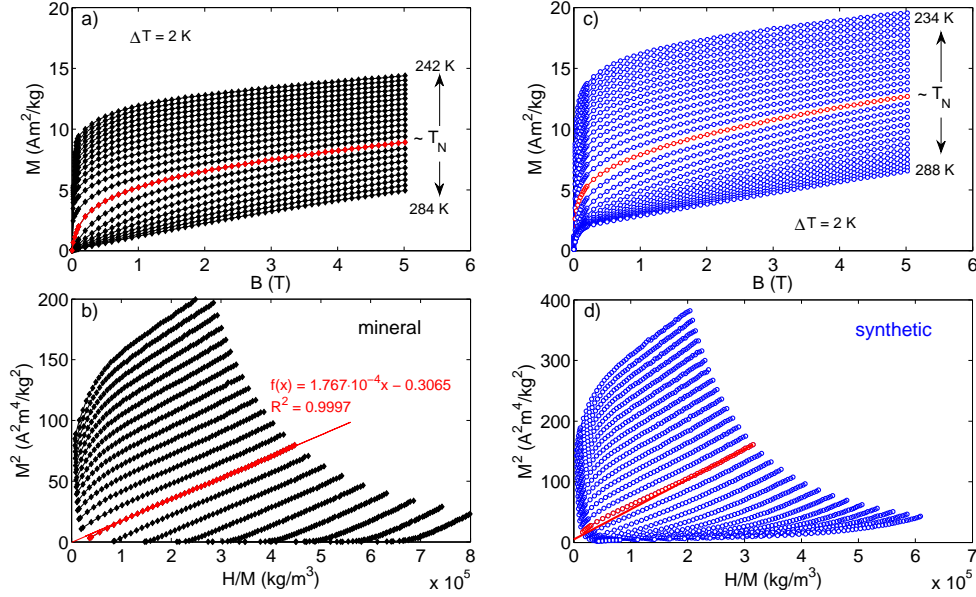 a)
ΔT = 2 K
242 K
~ T_N
284 K
M (Am²/kg)
20
15
10
5
0
0 1 2 3 4 5 6
B (T)
c)
234 K
~ T_N
288 K
ΔT = 2 K
M (Am²/kg)
20
15
10
5
0
0 1 2 3 4 5 6
B (T)
b)
mineral
f(x) = 1.767·10⁻⁴x − 0.3065
R² = 0.9997
M² (A²m⁴/kg²)
200
150
100
50
0
0 1 2 3 4 5 6 7 8
H/M (kg/m³)
x 10⁵
d)
synthetic
M² (A²m⁴/kg²)
400
300
200
100
0
0 1 2 3 4 5 6 7
H/M (kg/m³)
x 10⁵